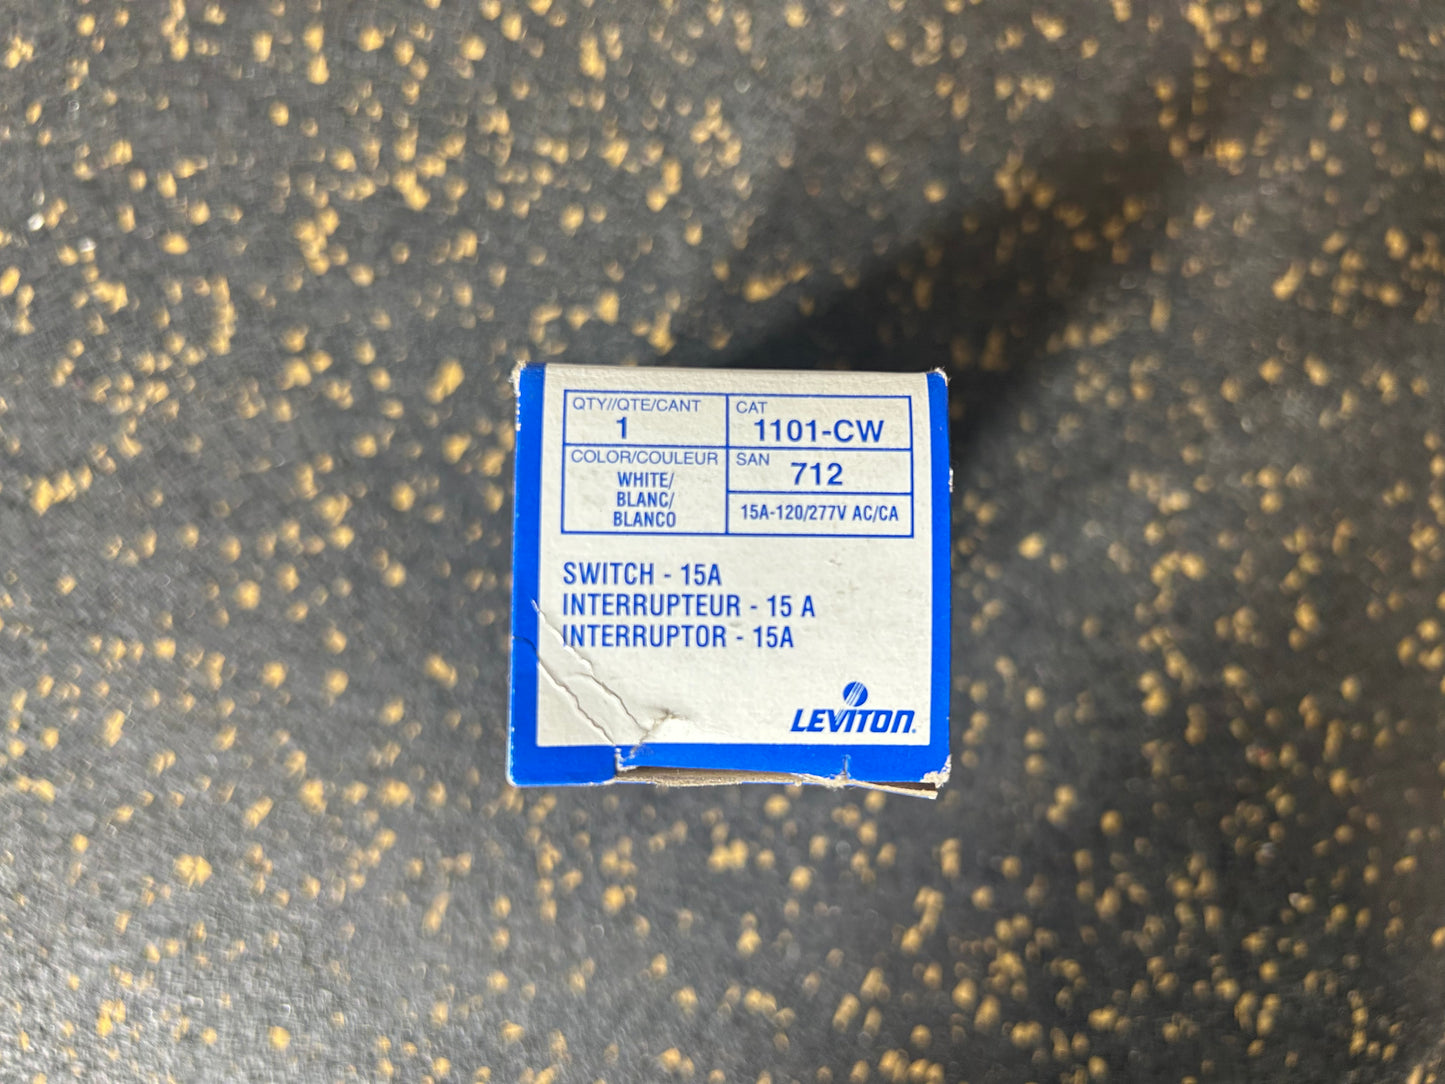 QTY//QTE/CANT
1
CAT
1101-CW
COLOR/COULEUR
WHITE/
BLANC/
BLANCO
SAN 712
15A-120/277V AC/CA
SWITCH - 15A
INTERRUPTEUR - 15 A
INTERRUPTOR - 15A
LEVITON.